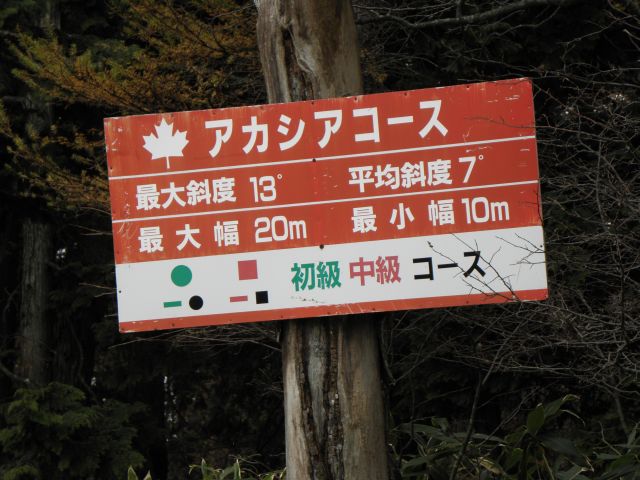 アカシアコース
最大斜度 13° 平均斜度 7°
最大幅 20m 最小幅 10m
初級 中級 コース